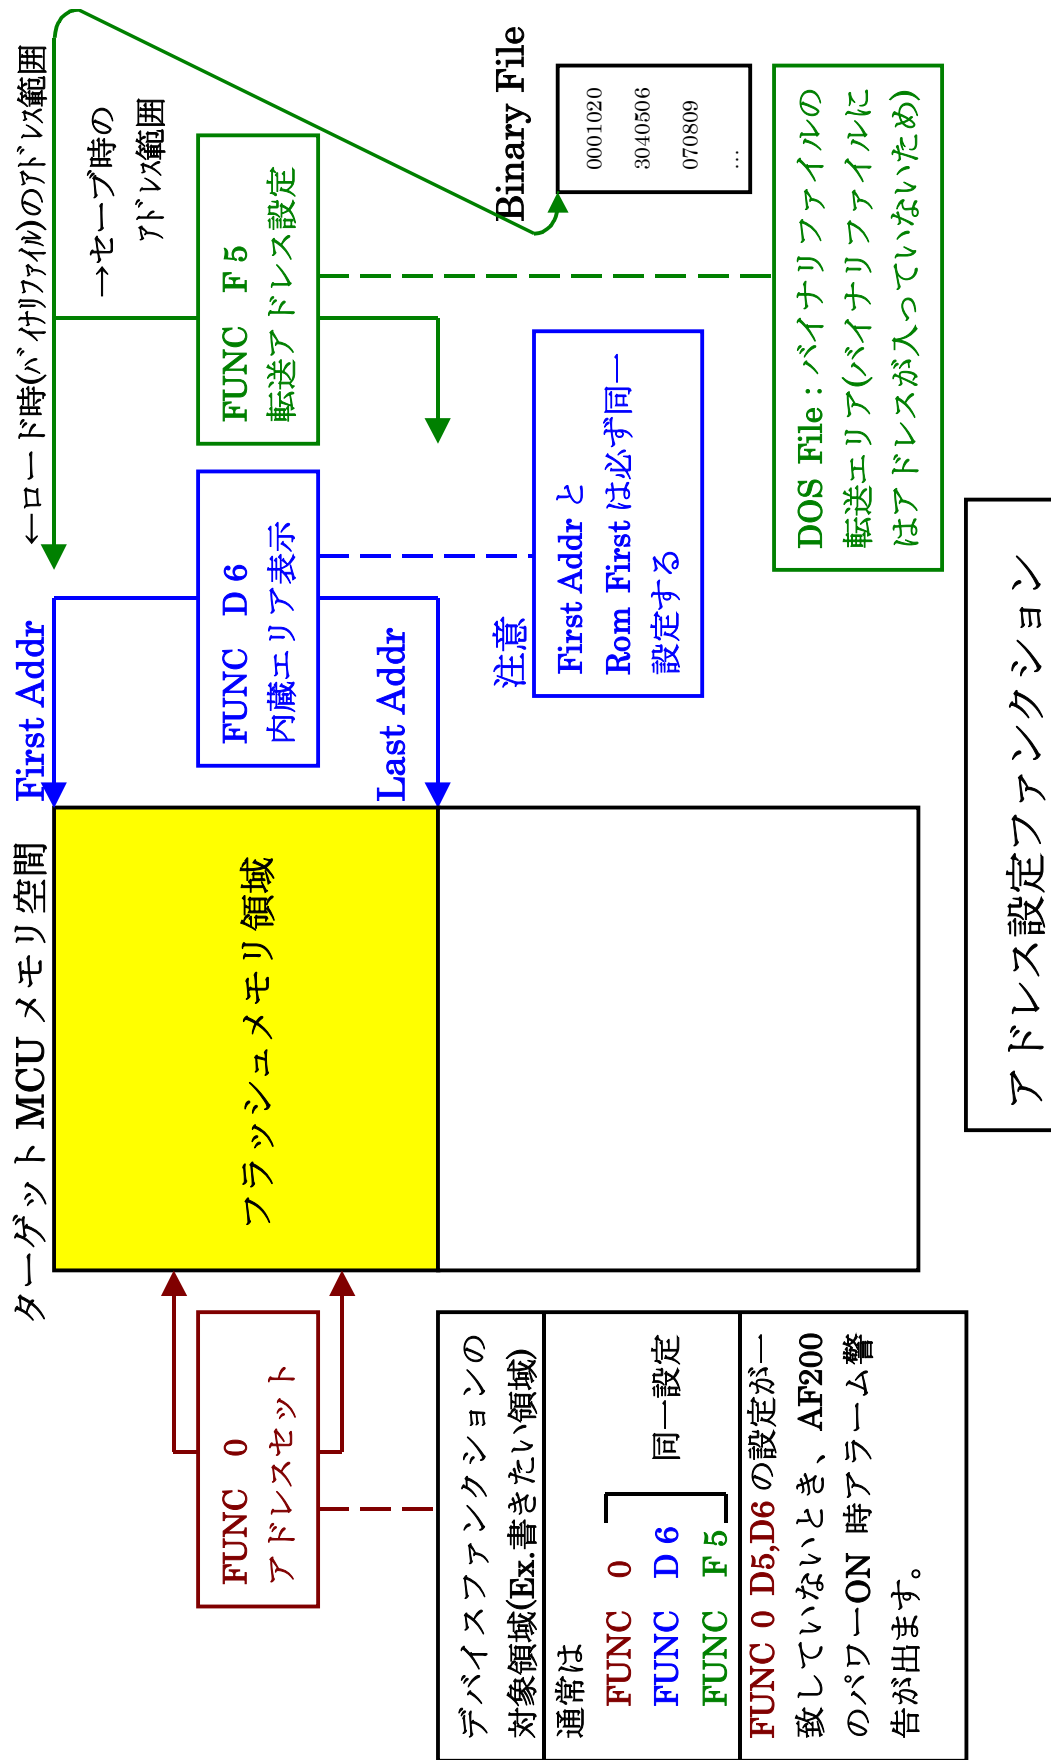 ターゲット MCU メモリ空間
First Addr
←ロード時(バイナリファイル)のアドレス範囲
→セーブ時の
アドレス範囲
FUNC 0
アドレスセット
フラッシュメモリ領域
FUNC D6
内蔵エリア表示
FUNC F5
転送アドレス設定
Last Addr
Binary File
00001020
3040506
070809
…
注意
First Addr と
Rom First は必ず同一
設定する
DOS File : バイナリファイルの
転送エリア(バイナリファイルに
はアドレスが入っていないため)
デバイスファンクションの
対象領域(Ex.書きたい領域)
通常は
FUNC 0
FUNC D6 同一設定
FUNC F5
FUNC 0 D5,D6 の設定が一
致していないとき、AF200
のパワーON 時アラーム警
告が出ます。
アドレス設定ファンクション